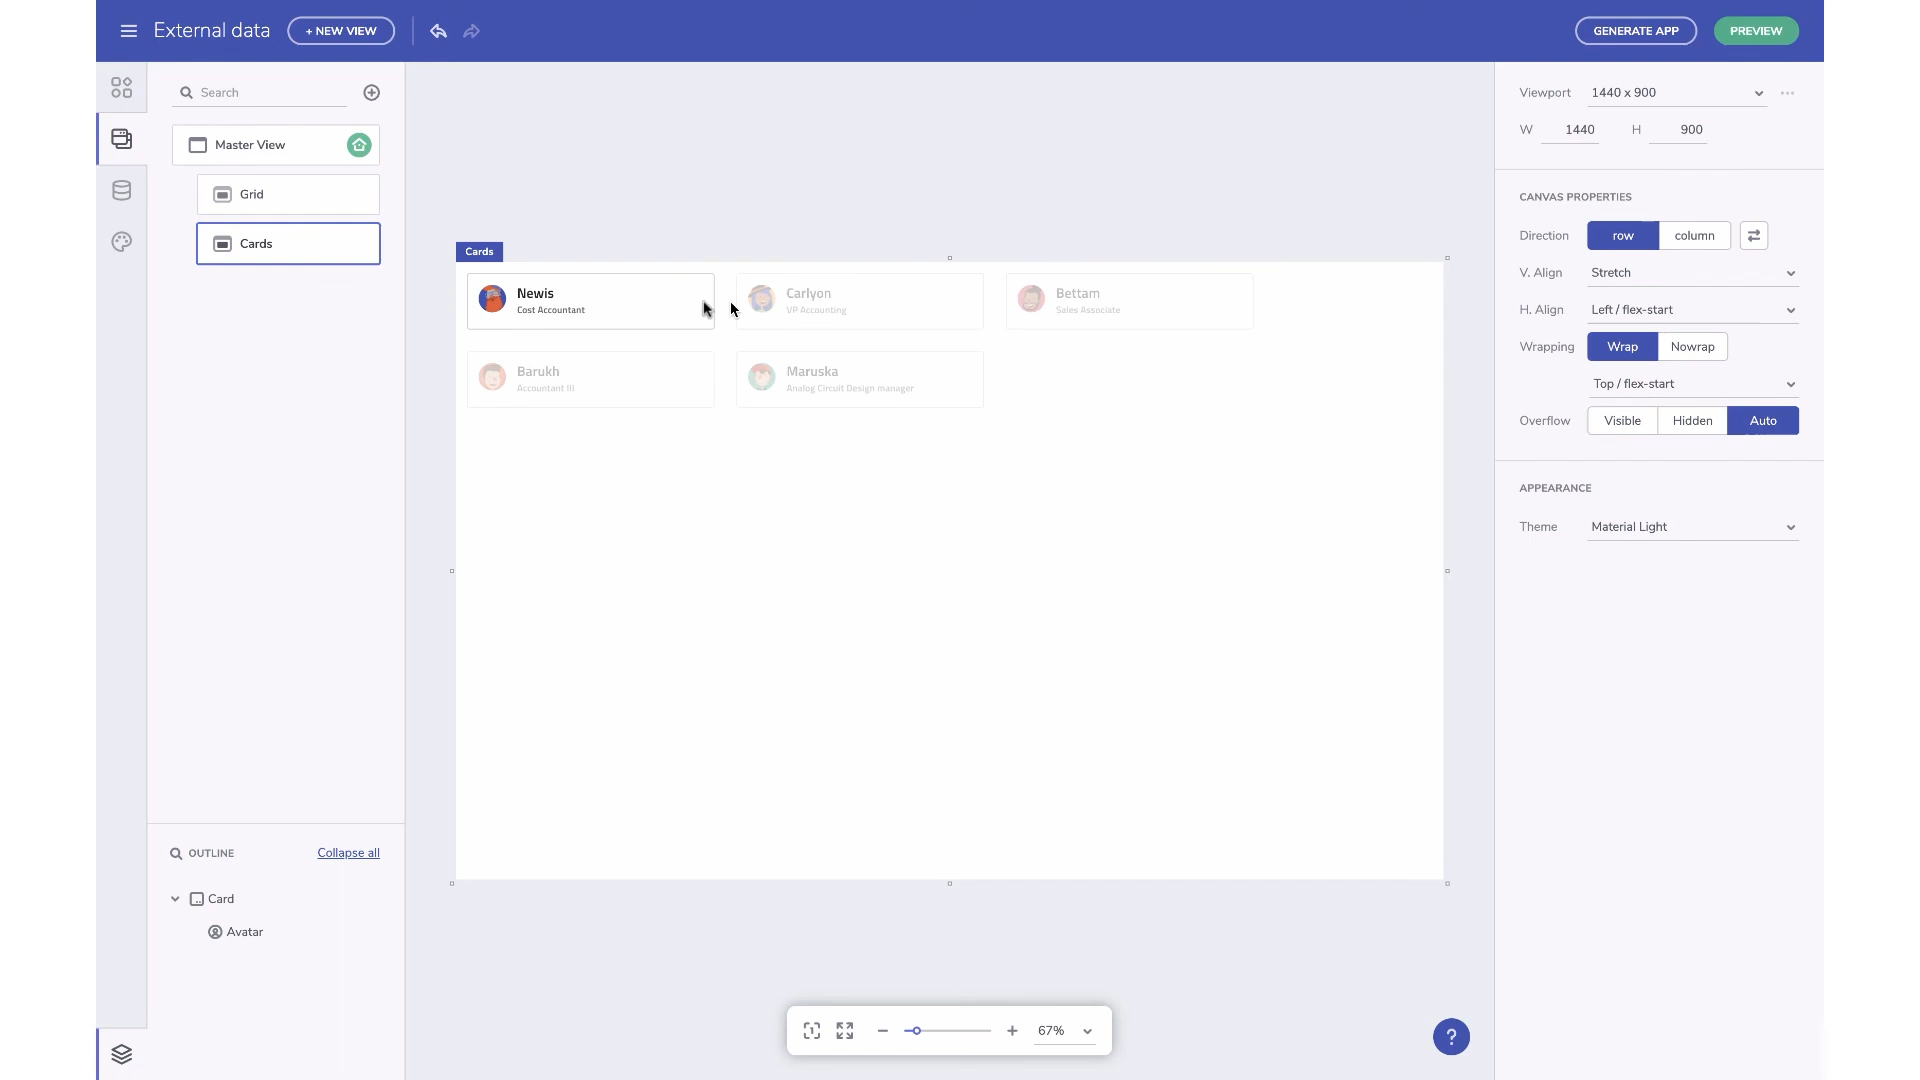 External data
+ NEW VIEW
GENERATE APP
PREVIEW
Search
Master View
Grid
Cards
OUTLINE
Collapse all
Card
Avatar
Cards
Newis
Cost Accountant
Carlyon
VP Accounting
Bettam
Sales Associate
Barukh
Accountant III
Maruska
Analog Circuit Design manager
67%
?
Viewport 1440 x 900
W 1440 H 900
CANVAS PROPERTIES
Direction row column
V. Align Stretch
H. Align Left / flex-start
Wrapping Wrap Nowrap
Top / flex-start
Overflow Visible Hidden Auto
APPEARANCE
Theme Material Light